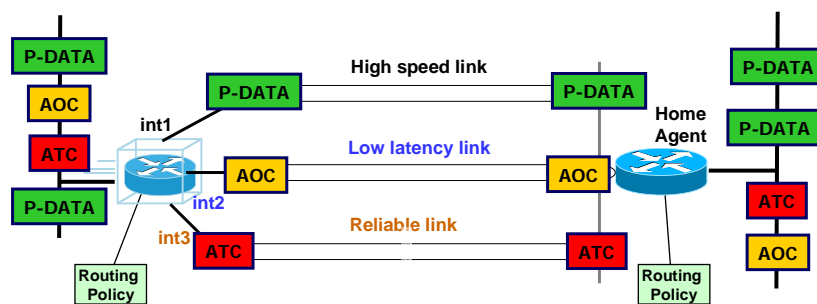 P-DATA
AOC
ATC
P-DATA
int1
int2
int3
Routing
Policy
P-DATA
High speed link
P-DATA
AOC
Low latency link
AOC
ATC
Reliable link
ATC
Home
Agent
Routing
Policy
P-DATA
P-DATA
ATC
AOC